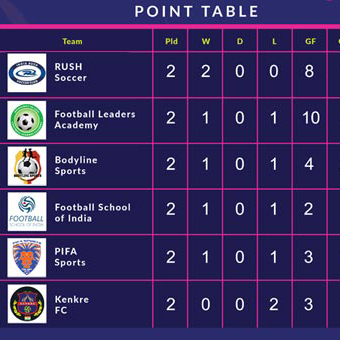 POINT TABLE
Team Pld W D L GF
RUSH
Soccer 2 2 0 0 8
Football Leaders
Academy 2 1 0 1 10
Bodyline
Sports 2 1 0 1 4
FOOTBALL
Football School
of India 2 1 0 1 2
PIFA
Sports 2 1 0 1 3
Kenkre
FC 2 0 0 2 3